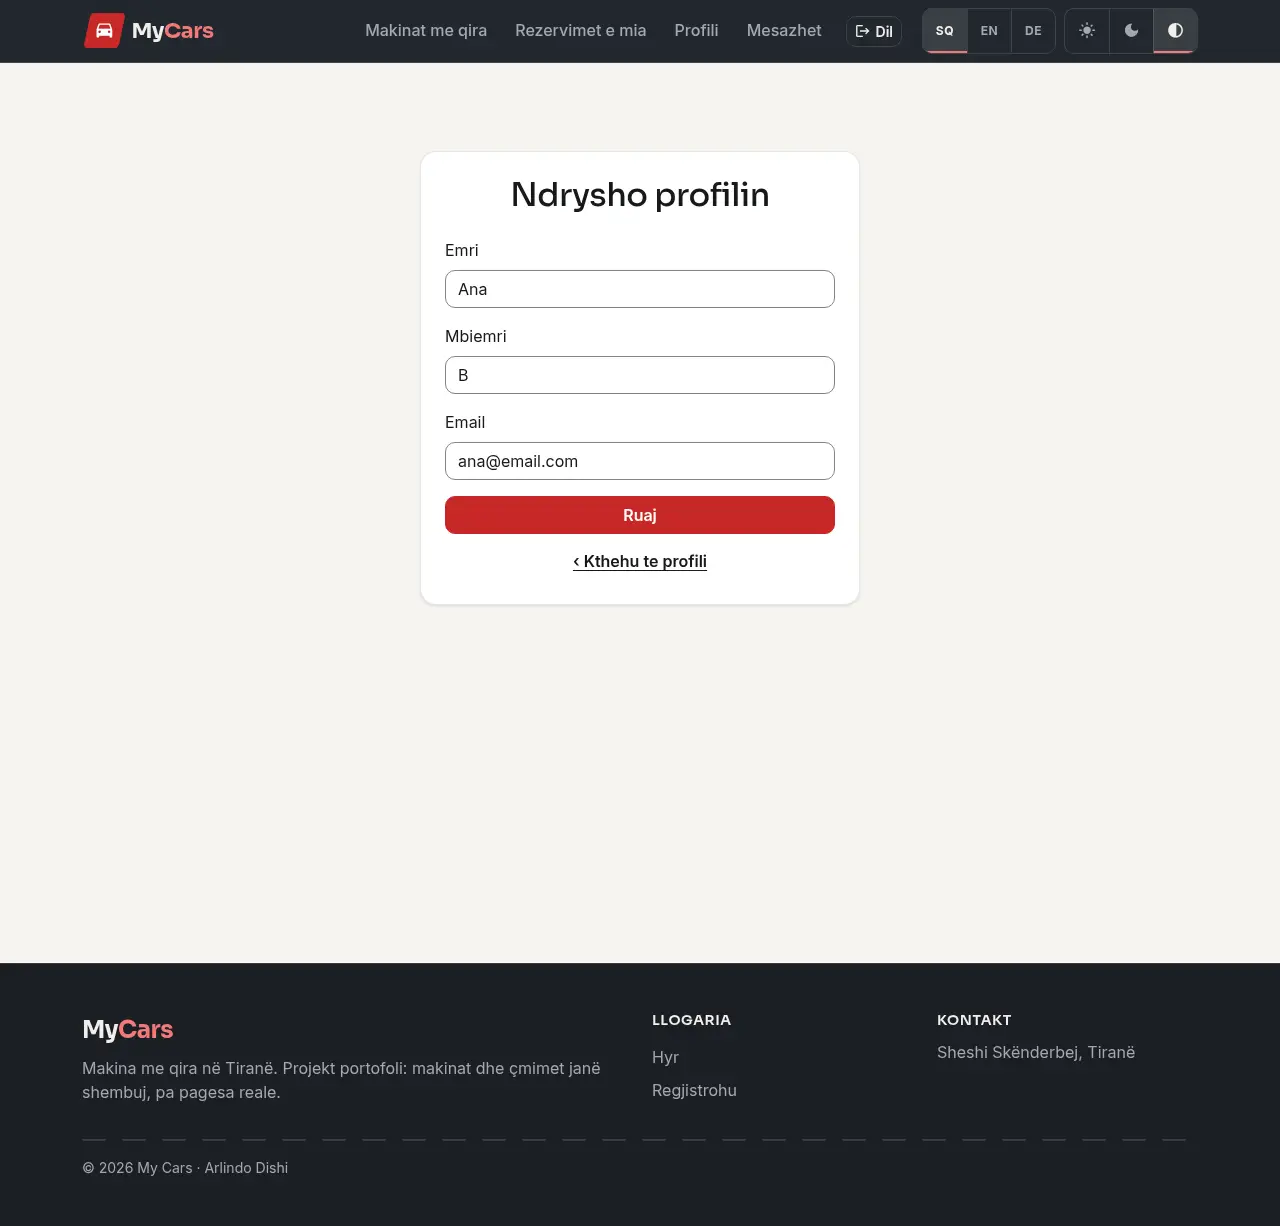 MyCars
Makinat me qira
Rezervimet e mia
Profili
Mesazhet
Dil
SQ
EN
DE
Ndrysho profilin
Emri
Ana
Mbiemri
B
Email
ana@email.com
Ruaj
‹ Kthehu te profili
MyCars
Makina me qira në Tiranë. Projekt portofoli: makinat dhe çmimet janë
shembuj, pa pagesa reale.
LLOGARIA
Hyr
Regjistrohu
KONTAKT
Sheshi Skënderbej, Tiranë
© 2026 My Cars · Arlindo Dishi